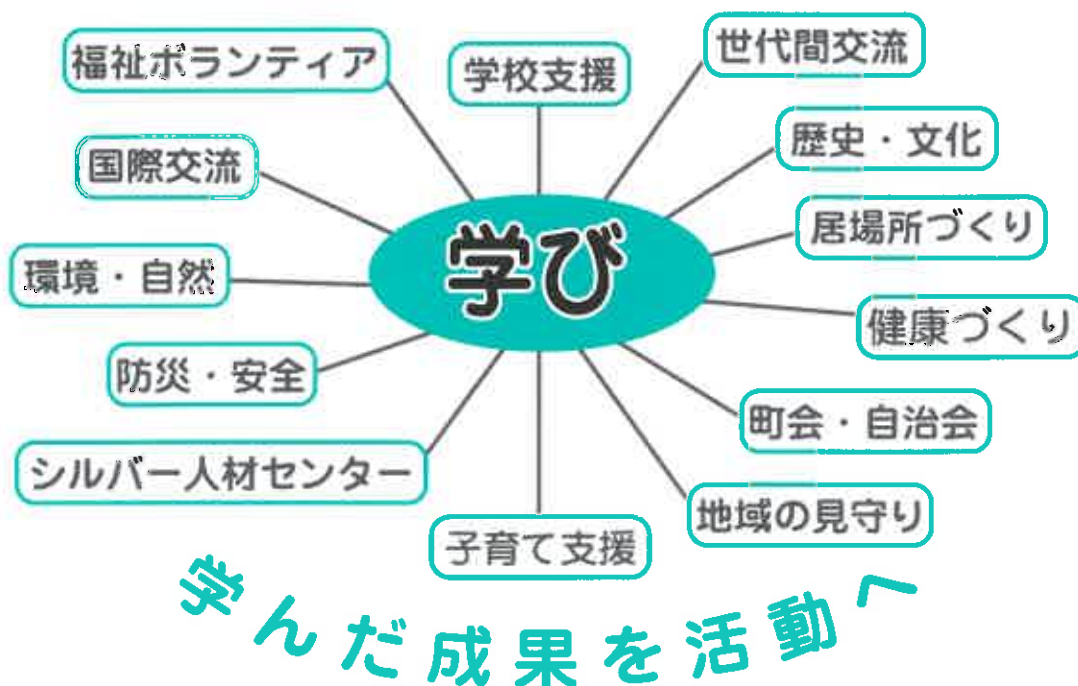 福祉ボランティア
学校支援
世代間交流
国際交流
歴史・文化
居場所づくり
学び
環境・自然
健康づくり
防災・安全
町会・自治会
シルバー人材センター
地域の見守り
子育て支援
学んだ成果を活動へ